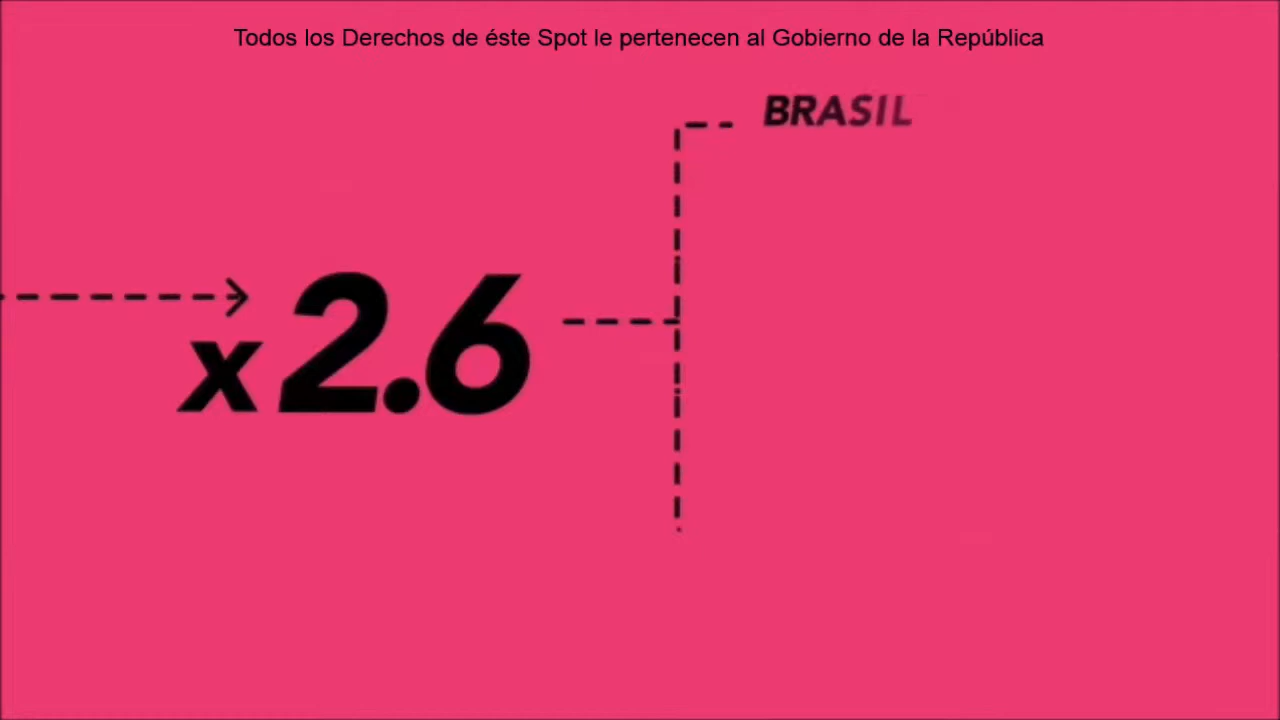 Todos los Derechos de éste Spot le pertenecen al Gobierno de la República
BRASIL
x2.6